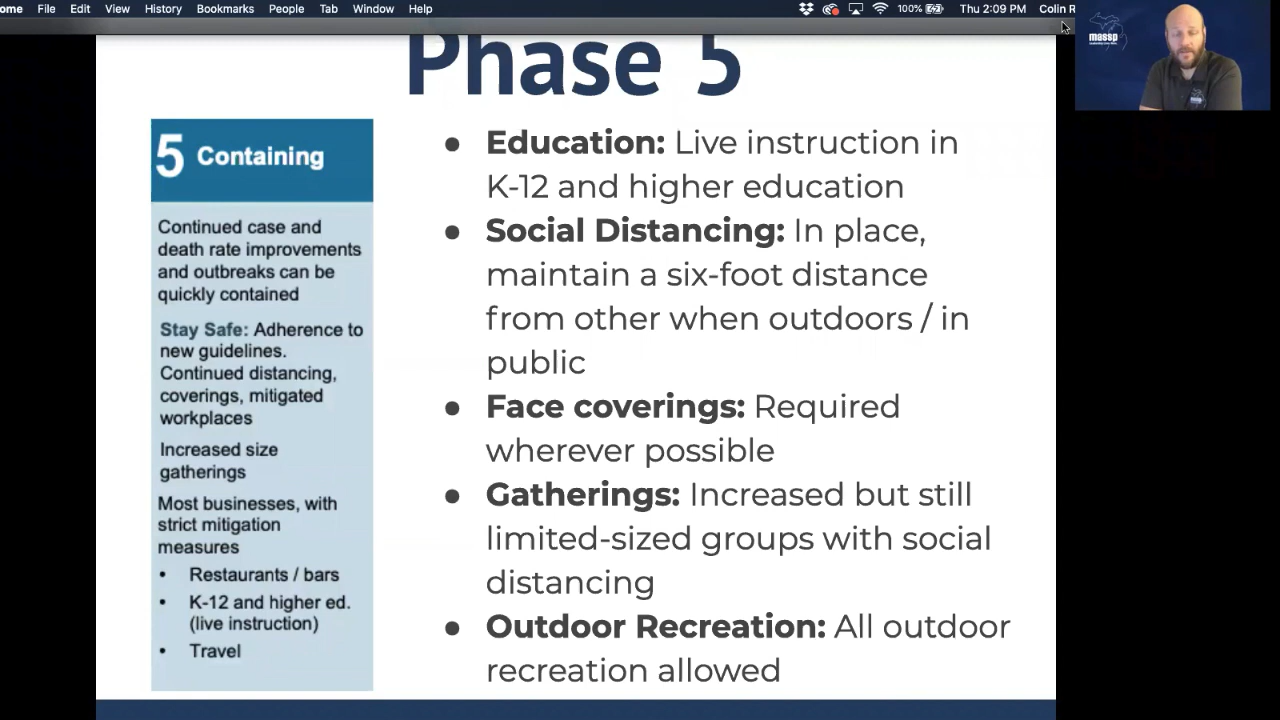 ome File Edit View History Bookmarks People Tab Window Help 100% Thu 2:09 PM Colin R
massp
Phase 5
5 Containing
Continued case and
death rate improvements
and outbreaks can be
quickly contained
Stay Safe: Adherence to
new guidelines.
Continued distancing,
coverings, mitigated
workplaces
Increased size
gatherings
Most businesses, with
strict mitigation
measures
• Restaurants / bars
• K-12 and higher ed.
(live instruction)
• Travel
● Education: Live instruction in
K-12 and higher education
● Social Distancing: In place,
maintain a six-foot distance
from other when outdoors / in
public
● Face coverings: Required
wherever possible
● Gatherings: Increased but still
limited-sized groups with social
distancing
● Outdoor Recreation: All outdoor
recreation allowed